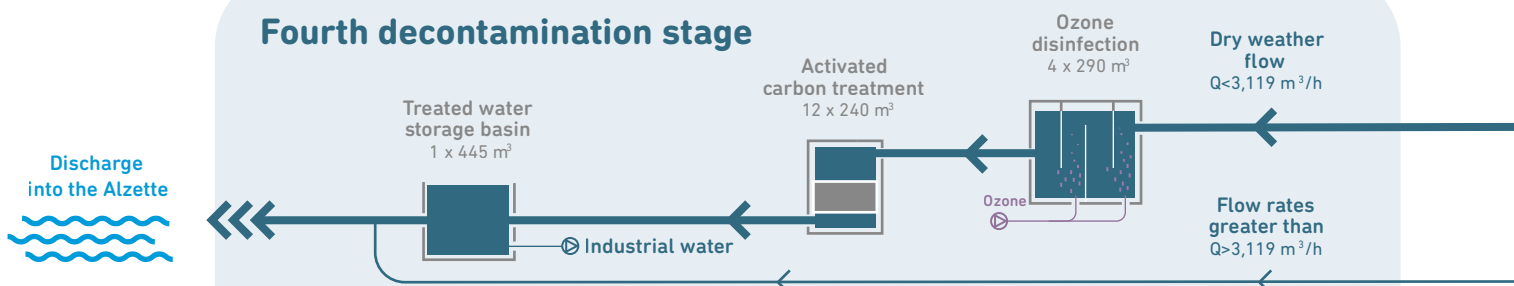 Fourth decontamination stage
Ozone
disinfection
4 x 290 m³
Dry weather
flow
Q<3,119 m³/h
Activated
carbon treatment
12 x 240 m³
Treated water
storage basin
1 x 445 m³
Discharge
into the Alzette
Ozone
Flow rates
greater than
Q>3,119 m³/h
Industrial water